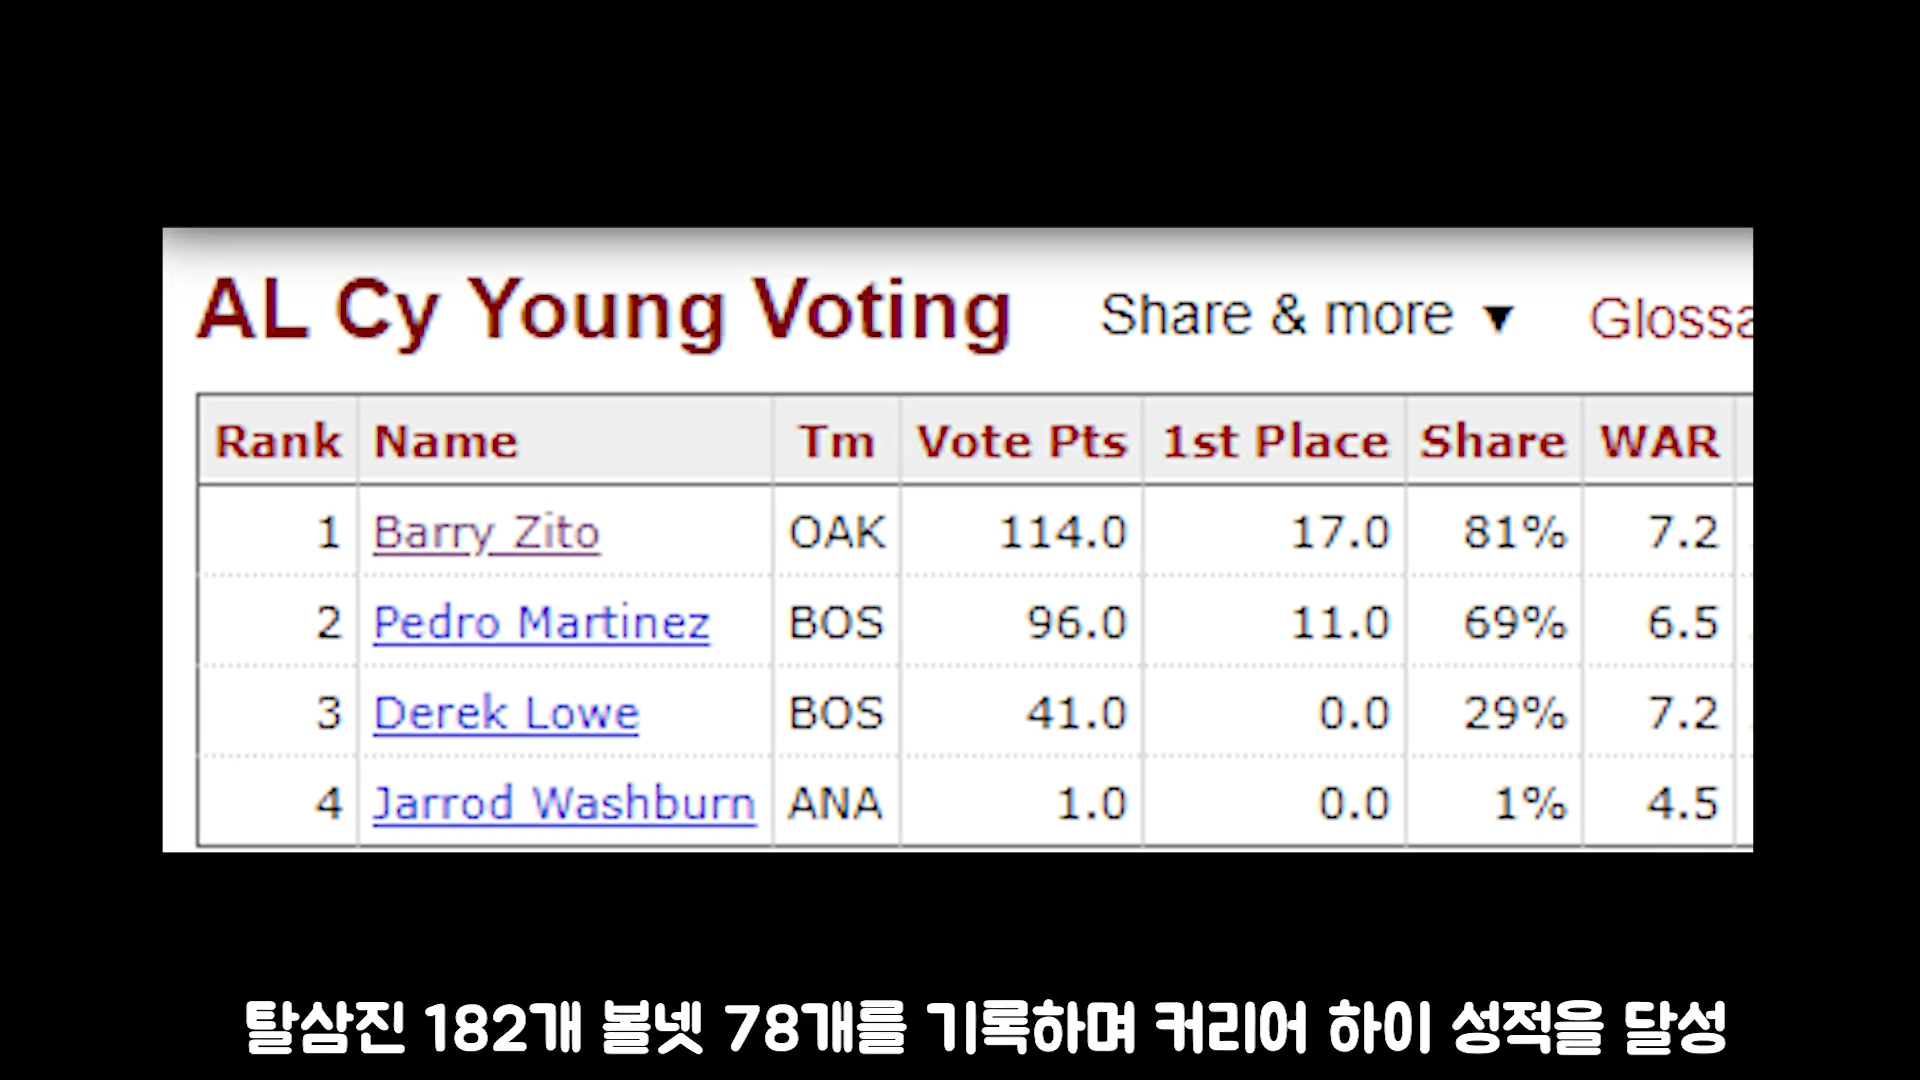 AL Cy Young Voting Share & more ▼ Glossa
Rank Name Tm Vote Pts 1st Place Share WAR
1 Barry Zito OAK 114.0 17.0 81% 7.2
2 Pedro Martinez BOS 96.0 11.0 69% 6.5
3 Derek Lowe BOS 41.0 0.0 29% 7.2
4 Jarrod Washburn ANA 1.0 0.0 1% 4.5
탈삼진 182개 볼넷 78개를 기록하며 커리어 하이 성적을 달성